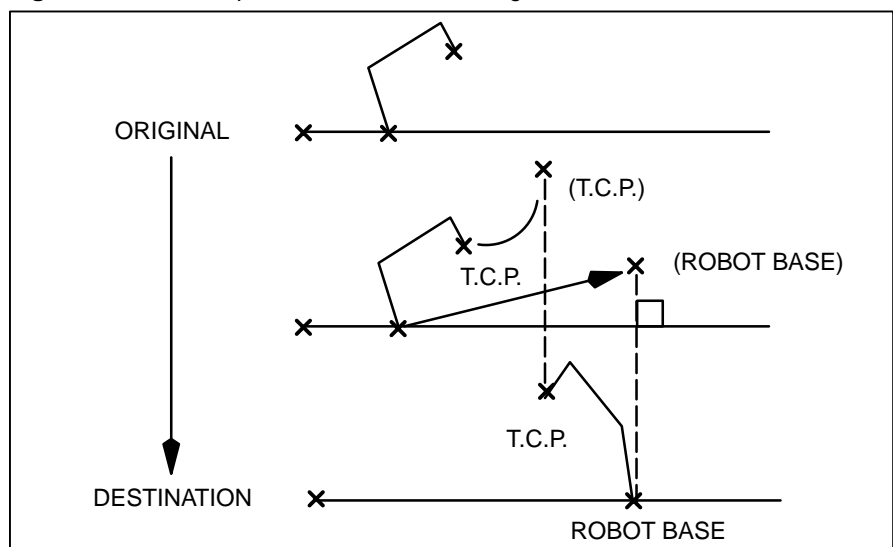 ORIGINAL
(T.C.P.)
T.C.P.
(ROBOT BASE)
T.C.P.
DESTINATION
ROBOT BASE